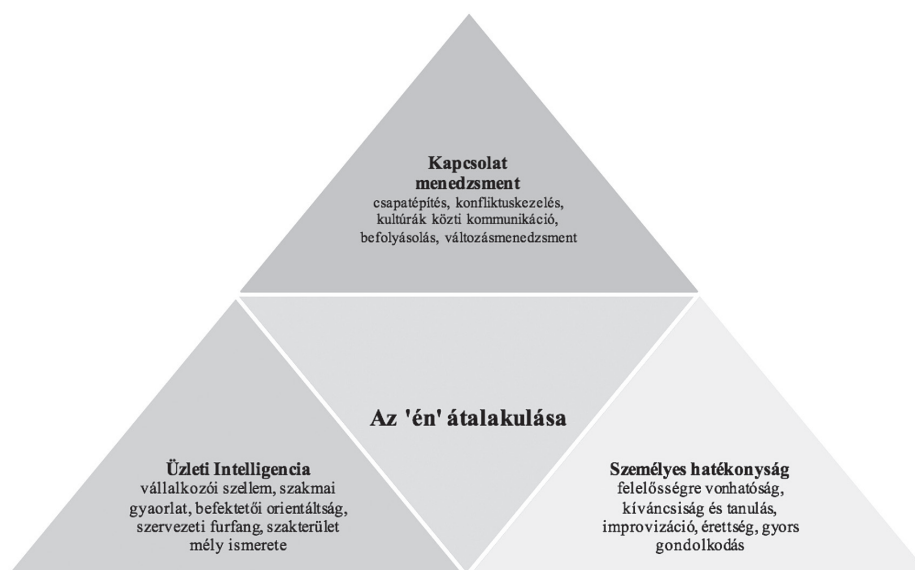 Kapcsolat
menedzsment
csapatépítés, konfliktuskezelés,
kultúrák közti kommunikáció,
befolyásolás, változásmenedzsment
Az 'én' átalakulása
Üzleti Intelligencia
vállalkozói szellem, szakmai
gyaorlat, befektetői orientáltság,
szervezeti furfang, szakterület
mély ismerete
Személyes hatékonyság
felelősségre vonhatóság,
kíváncsiság és tanulás,
improvizáció, érettség, gyors
gondolkodás